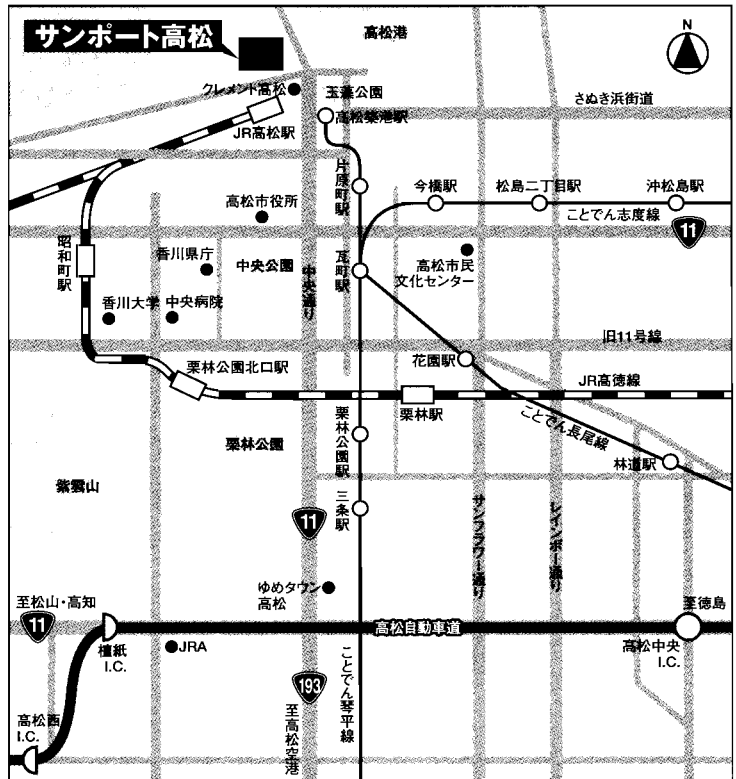 サンポート高松
高松港
N
クレメント高松
玉藻公園
さぬき浜街道
JR高松駅
高松築港駅
片原町駅
今橋駅
松島二丁目駅
沖松島駅
ことでん志度線
高松市役所
11
昭和町駅
香川県庁
中央公園
中央通り
瓦町駅
高松市民
文化センター
香川大学
中央病院
旧11号線
花園駅
栗林公園北口駅
JR高徳線
栗林駅
ことでん長尾線
栗林公園
栗林公園駅
林道駅
紫雲山
三条駅
サンフラワー通り
レインボー通り
11
ゆめタウン
高松
至松山・高知
11
至徳島
高松自動車道
檀紙
I.C.
JRA
高松中央
I.C.
ことでん琴平線
193
至高松空港
高松西
I.C.